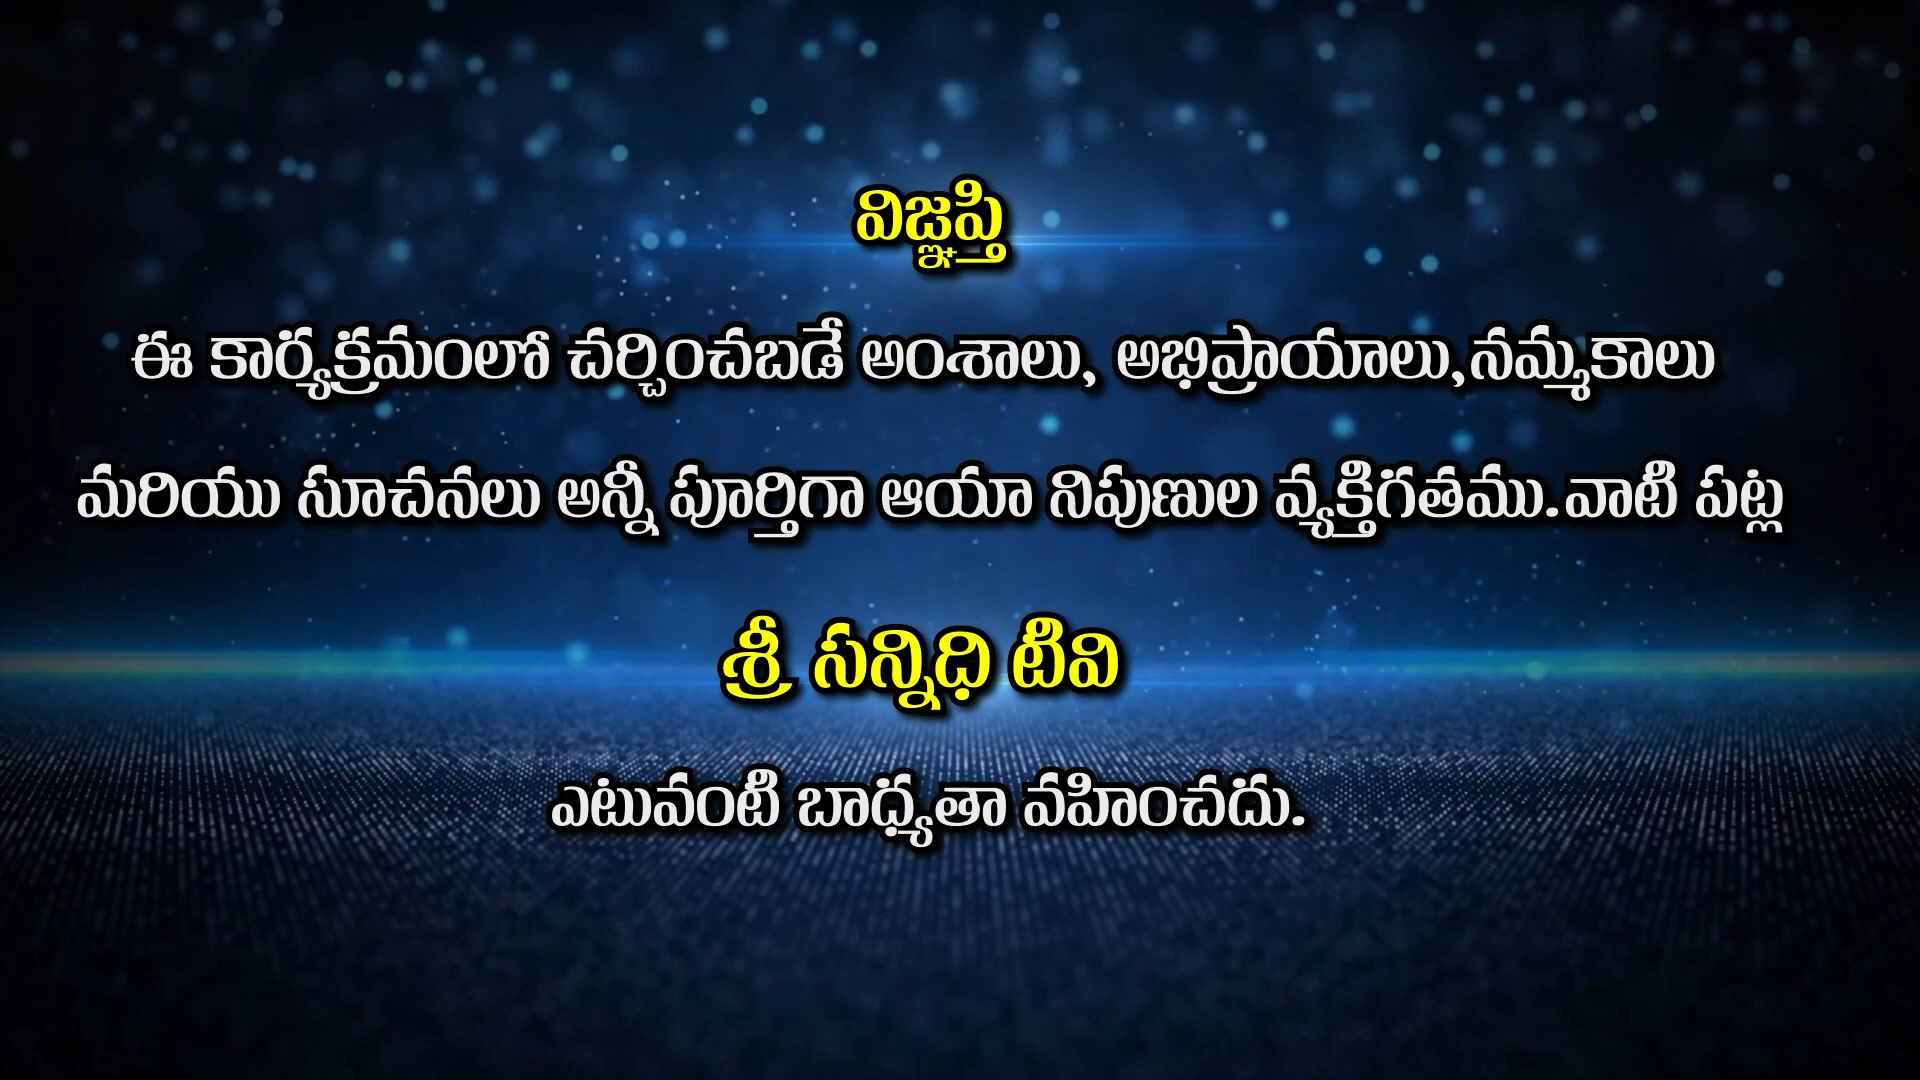 విజ్ఞప్తి
ఈ కార్యక్రమంలో చర్చించబడే అంశాలు, అభిప్రాయాలు,నమ్మకాలు
మరియు సూచనలు అన్నీ పూర్తిగా ఆయా నిపుణుల వ్యక్తిగతము.వాటి పట్ల
శ్రీ సన్నిధి టీవి
ఎటువంటి బాధ్యతా వహించదు.